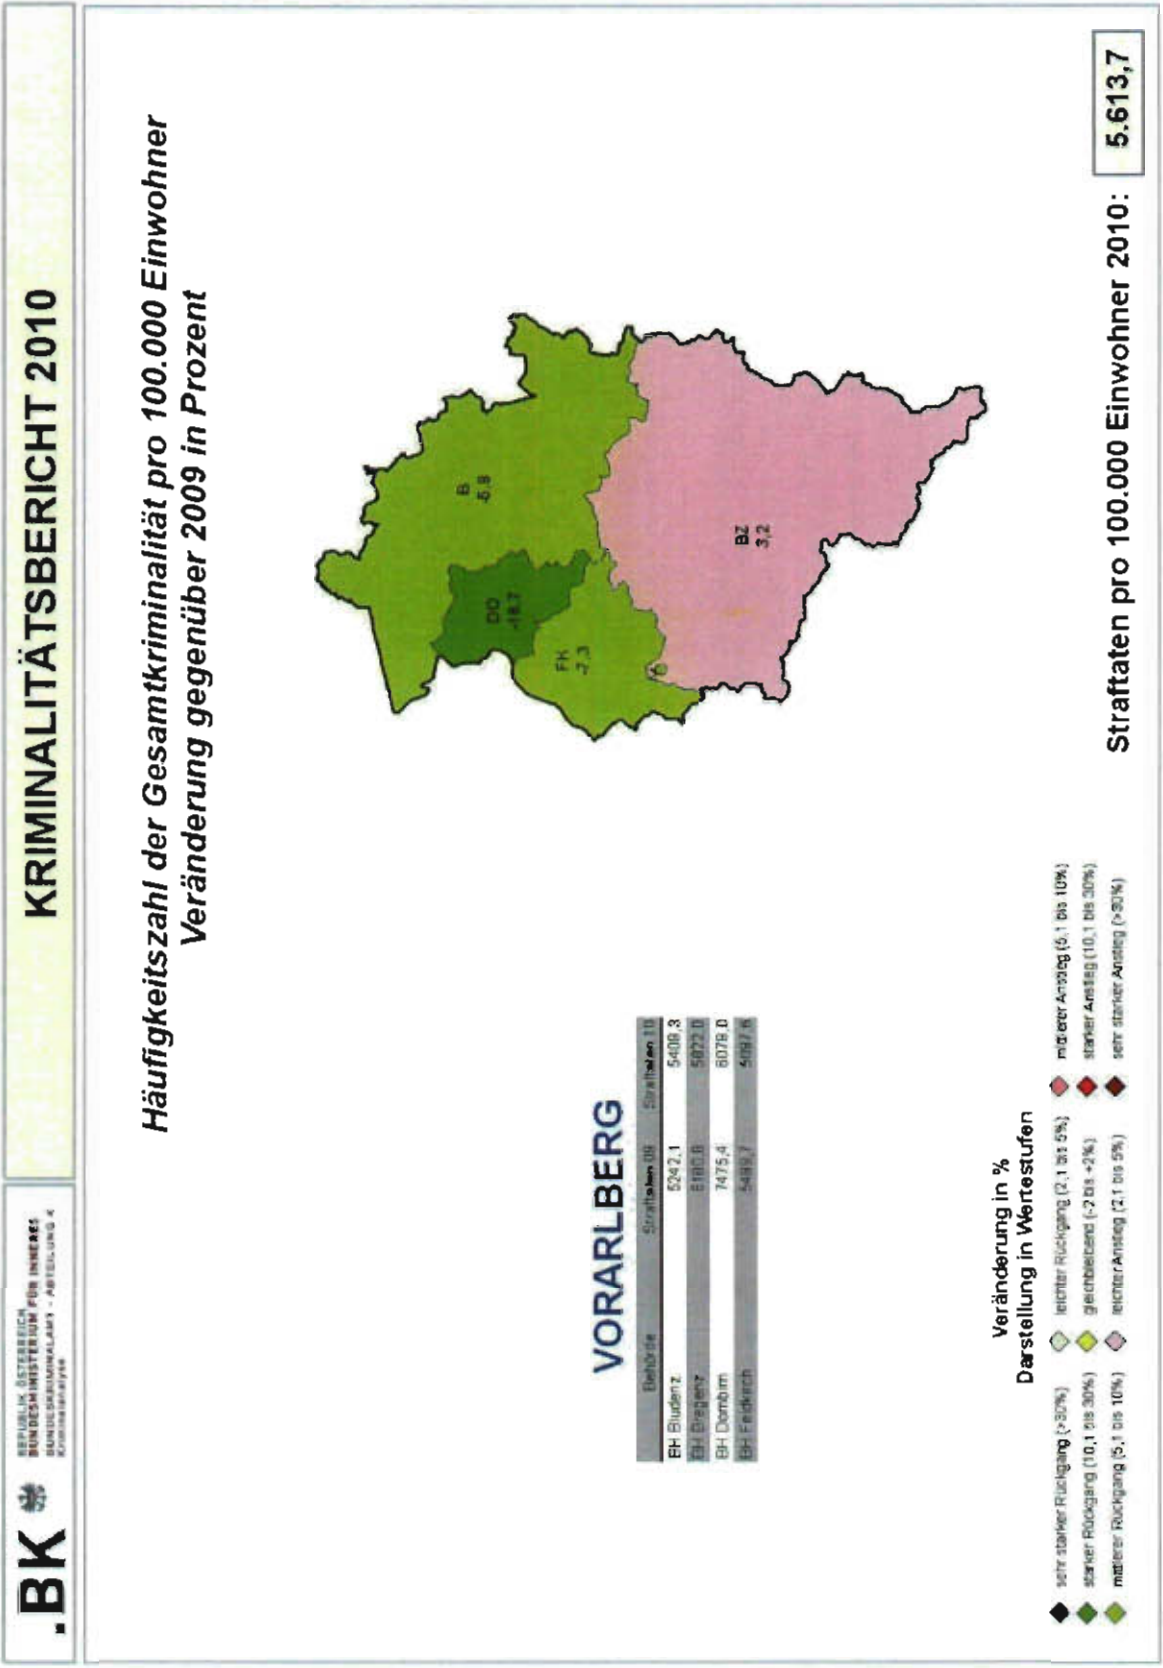 .BK
REPUBLIK ÖSTERREICH
BUNDESMINISTERIUM FÜR INNERES
BUNDESKRIMINALAMT - ABTEILUNG 4
Kriminalanalyse
KRIMINALITÄTSBERICHT 2010
Häufigkeitszahl der Gesamtkriminalität pro 100.000 Einwohner
Veränderung gegenüber 2009 in Prozent
VORARLBERG
Behörde Straftaten 09 Straftaten 10
BH Bludenz 5242,1 5409,3
BH Bregenz 5822,0
BH Dornbirn 7475,4 6079,0
BH Feldkirch 5499,7 5097,6
B
-5,8
DO
-18,7
FK
-7,3
BZ
3,2
Veränderung in %
Darstellung in Wertestufen
sehr starker Rückgang (>30%)
starker Rückgang (10,1 bis 30%)
mittlerer Rückgang (5,1 bis 10%)
leichter Rückgang (2,1 bis 5%)
gleichbleibend (-2 bis +2%)
leichter Anstieg (2,1 bis 5%)
mittlerer Anstieg (5,1 bis 10%)
starker Anstieg (10,1 bis 30%)
sehr starker Anstieg (>30%)
Straftaten pro 100.000 Einwohner 2010: 5.613,7